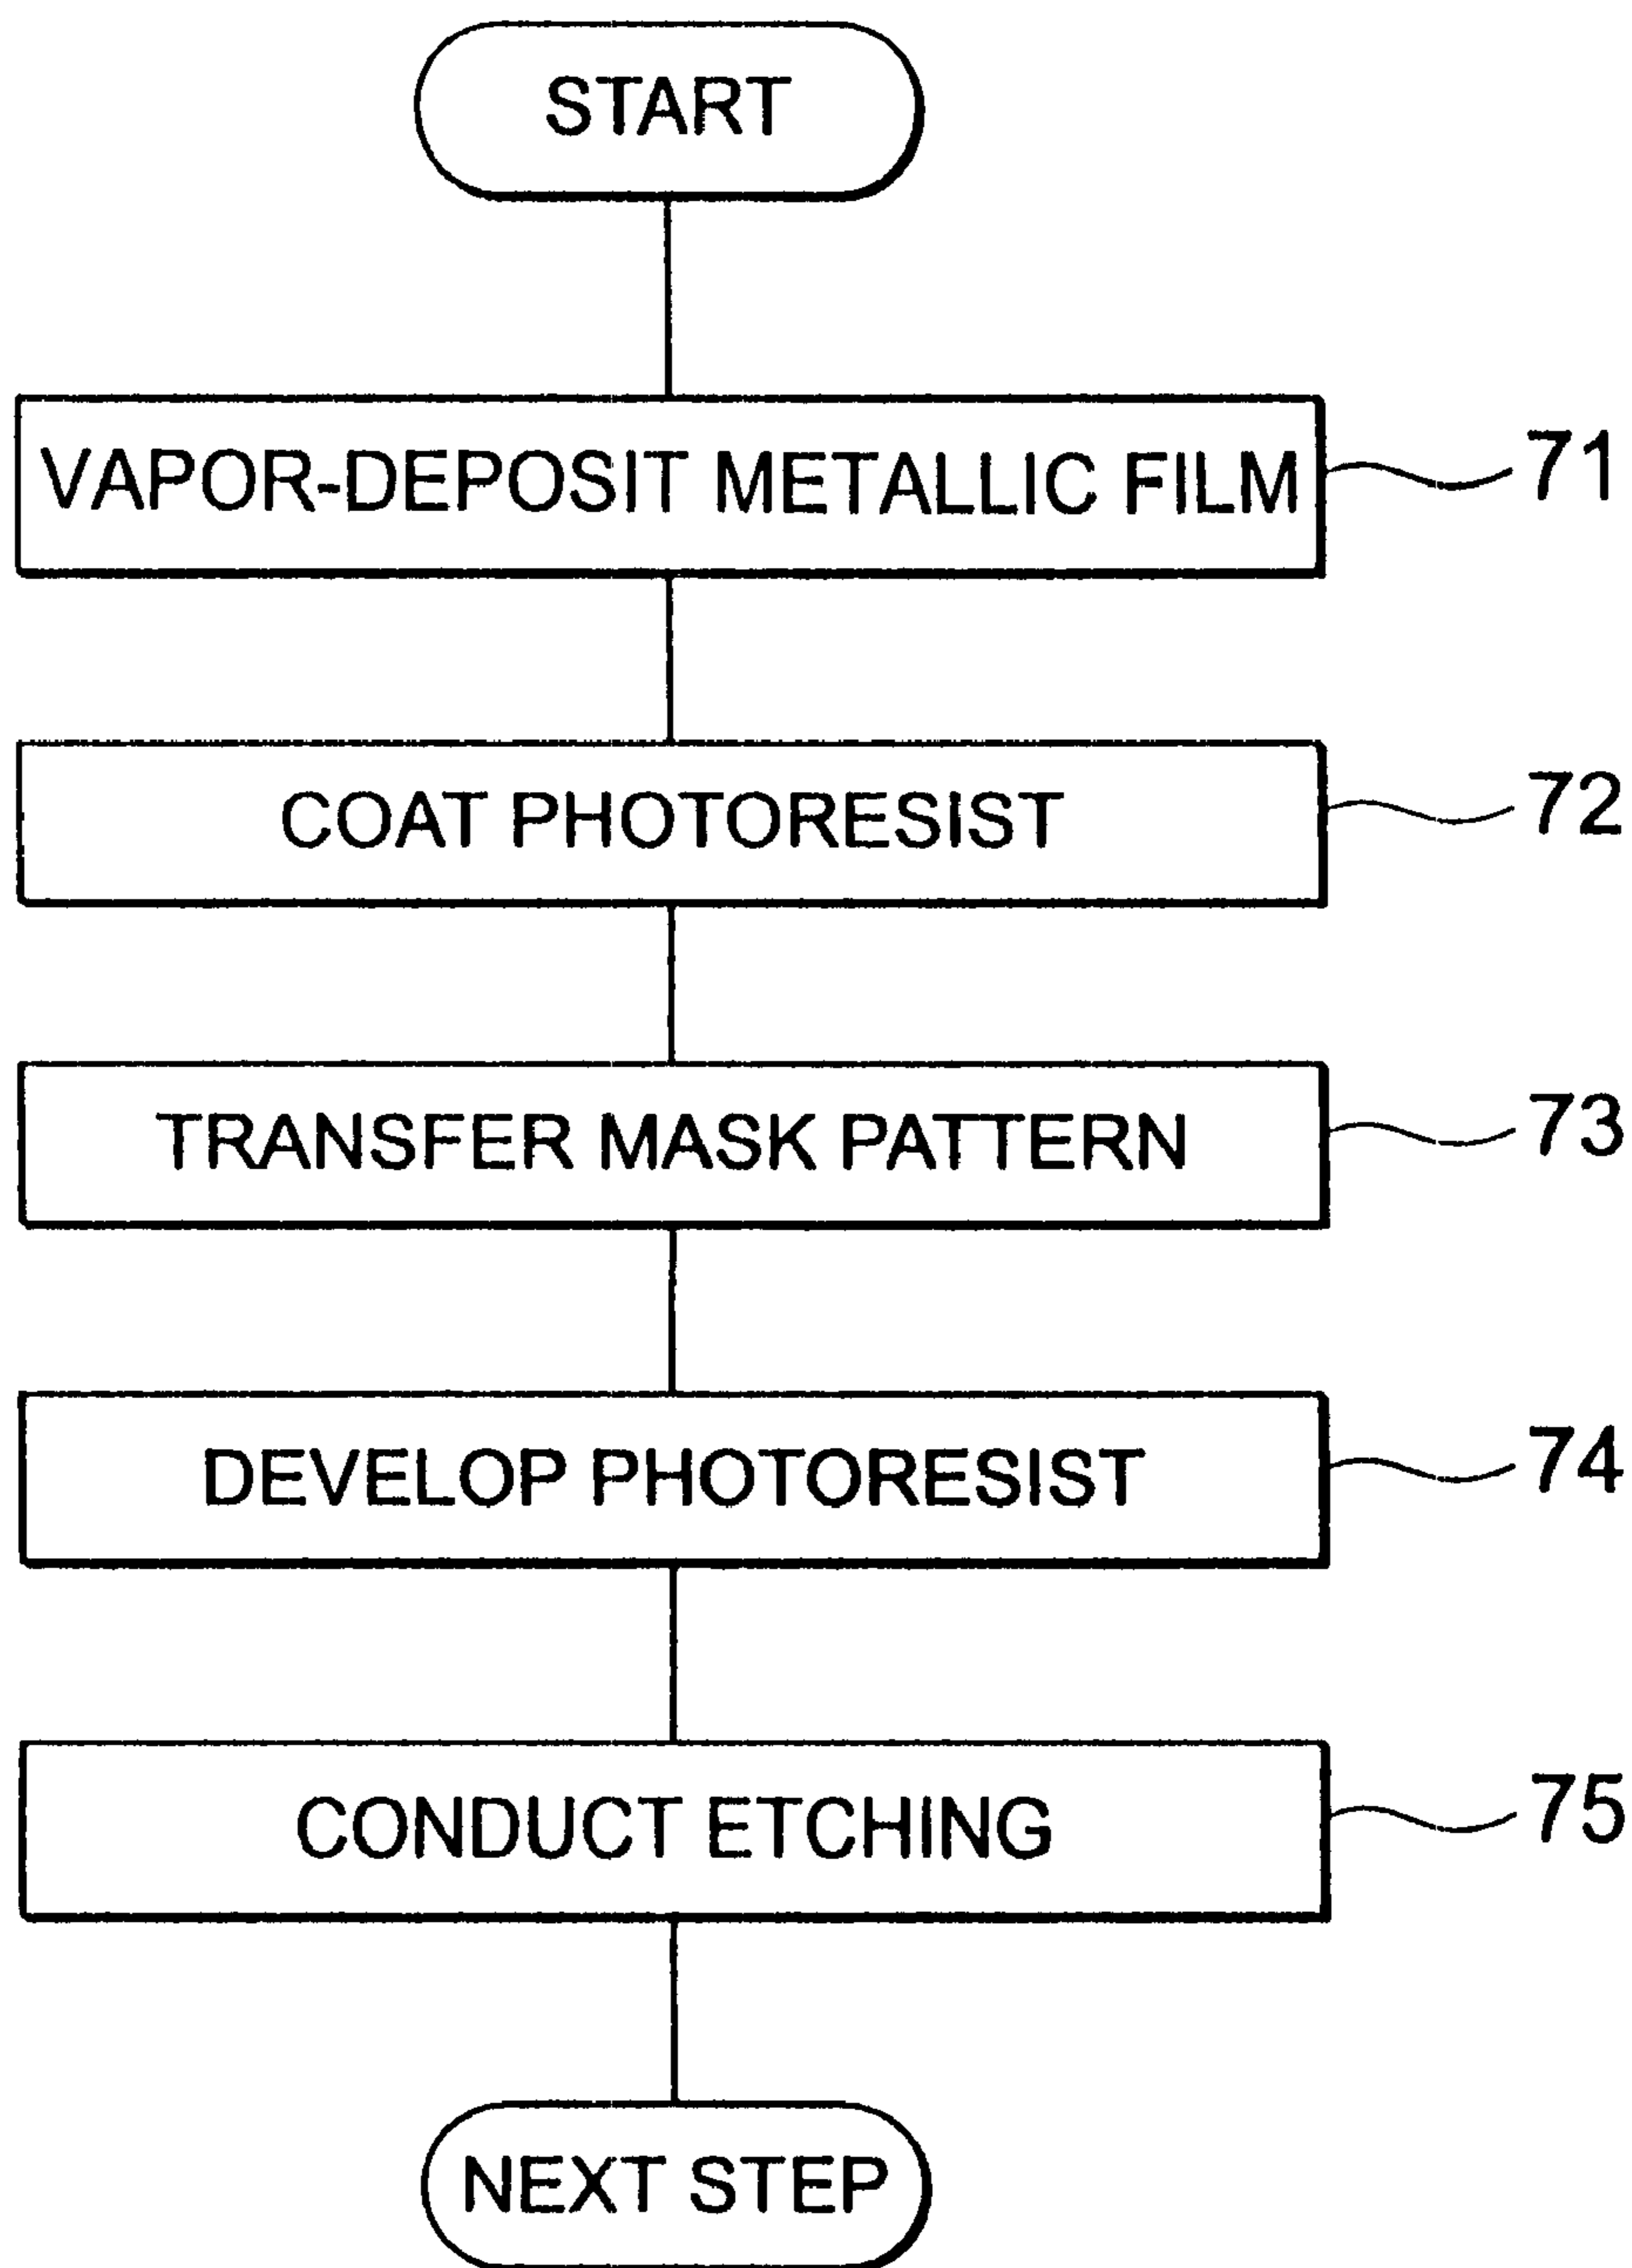 START
VAPOR-DEPOSIT METALLIC FILM 71
COAT PHOTORESIST 72
TRANSFER MASK PATTERN 73
DEVELOP PHOTORESIST 74
CONDUCT ETCHING 75
NEXT STEP